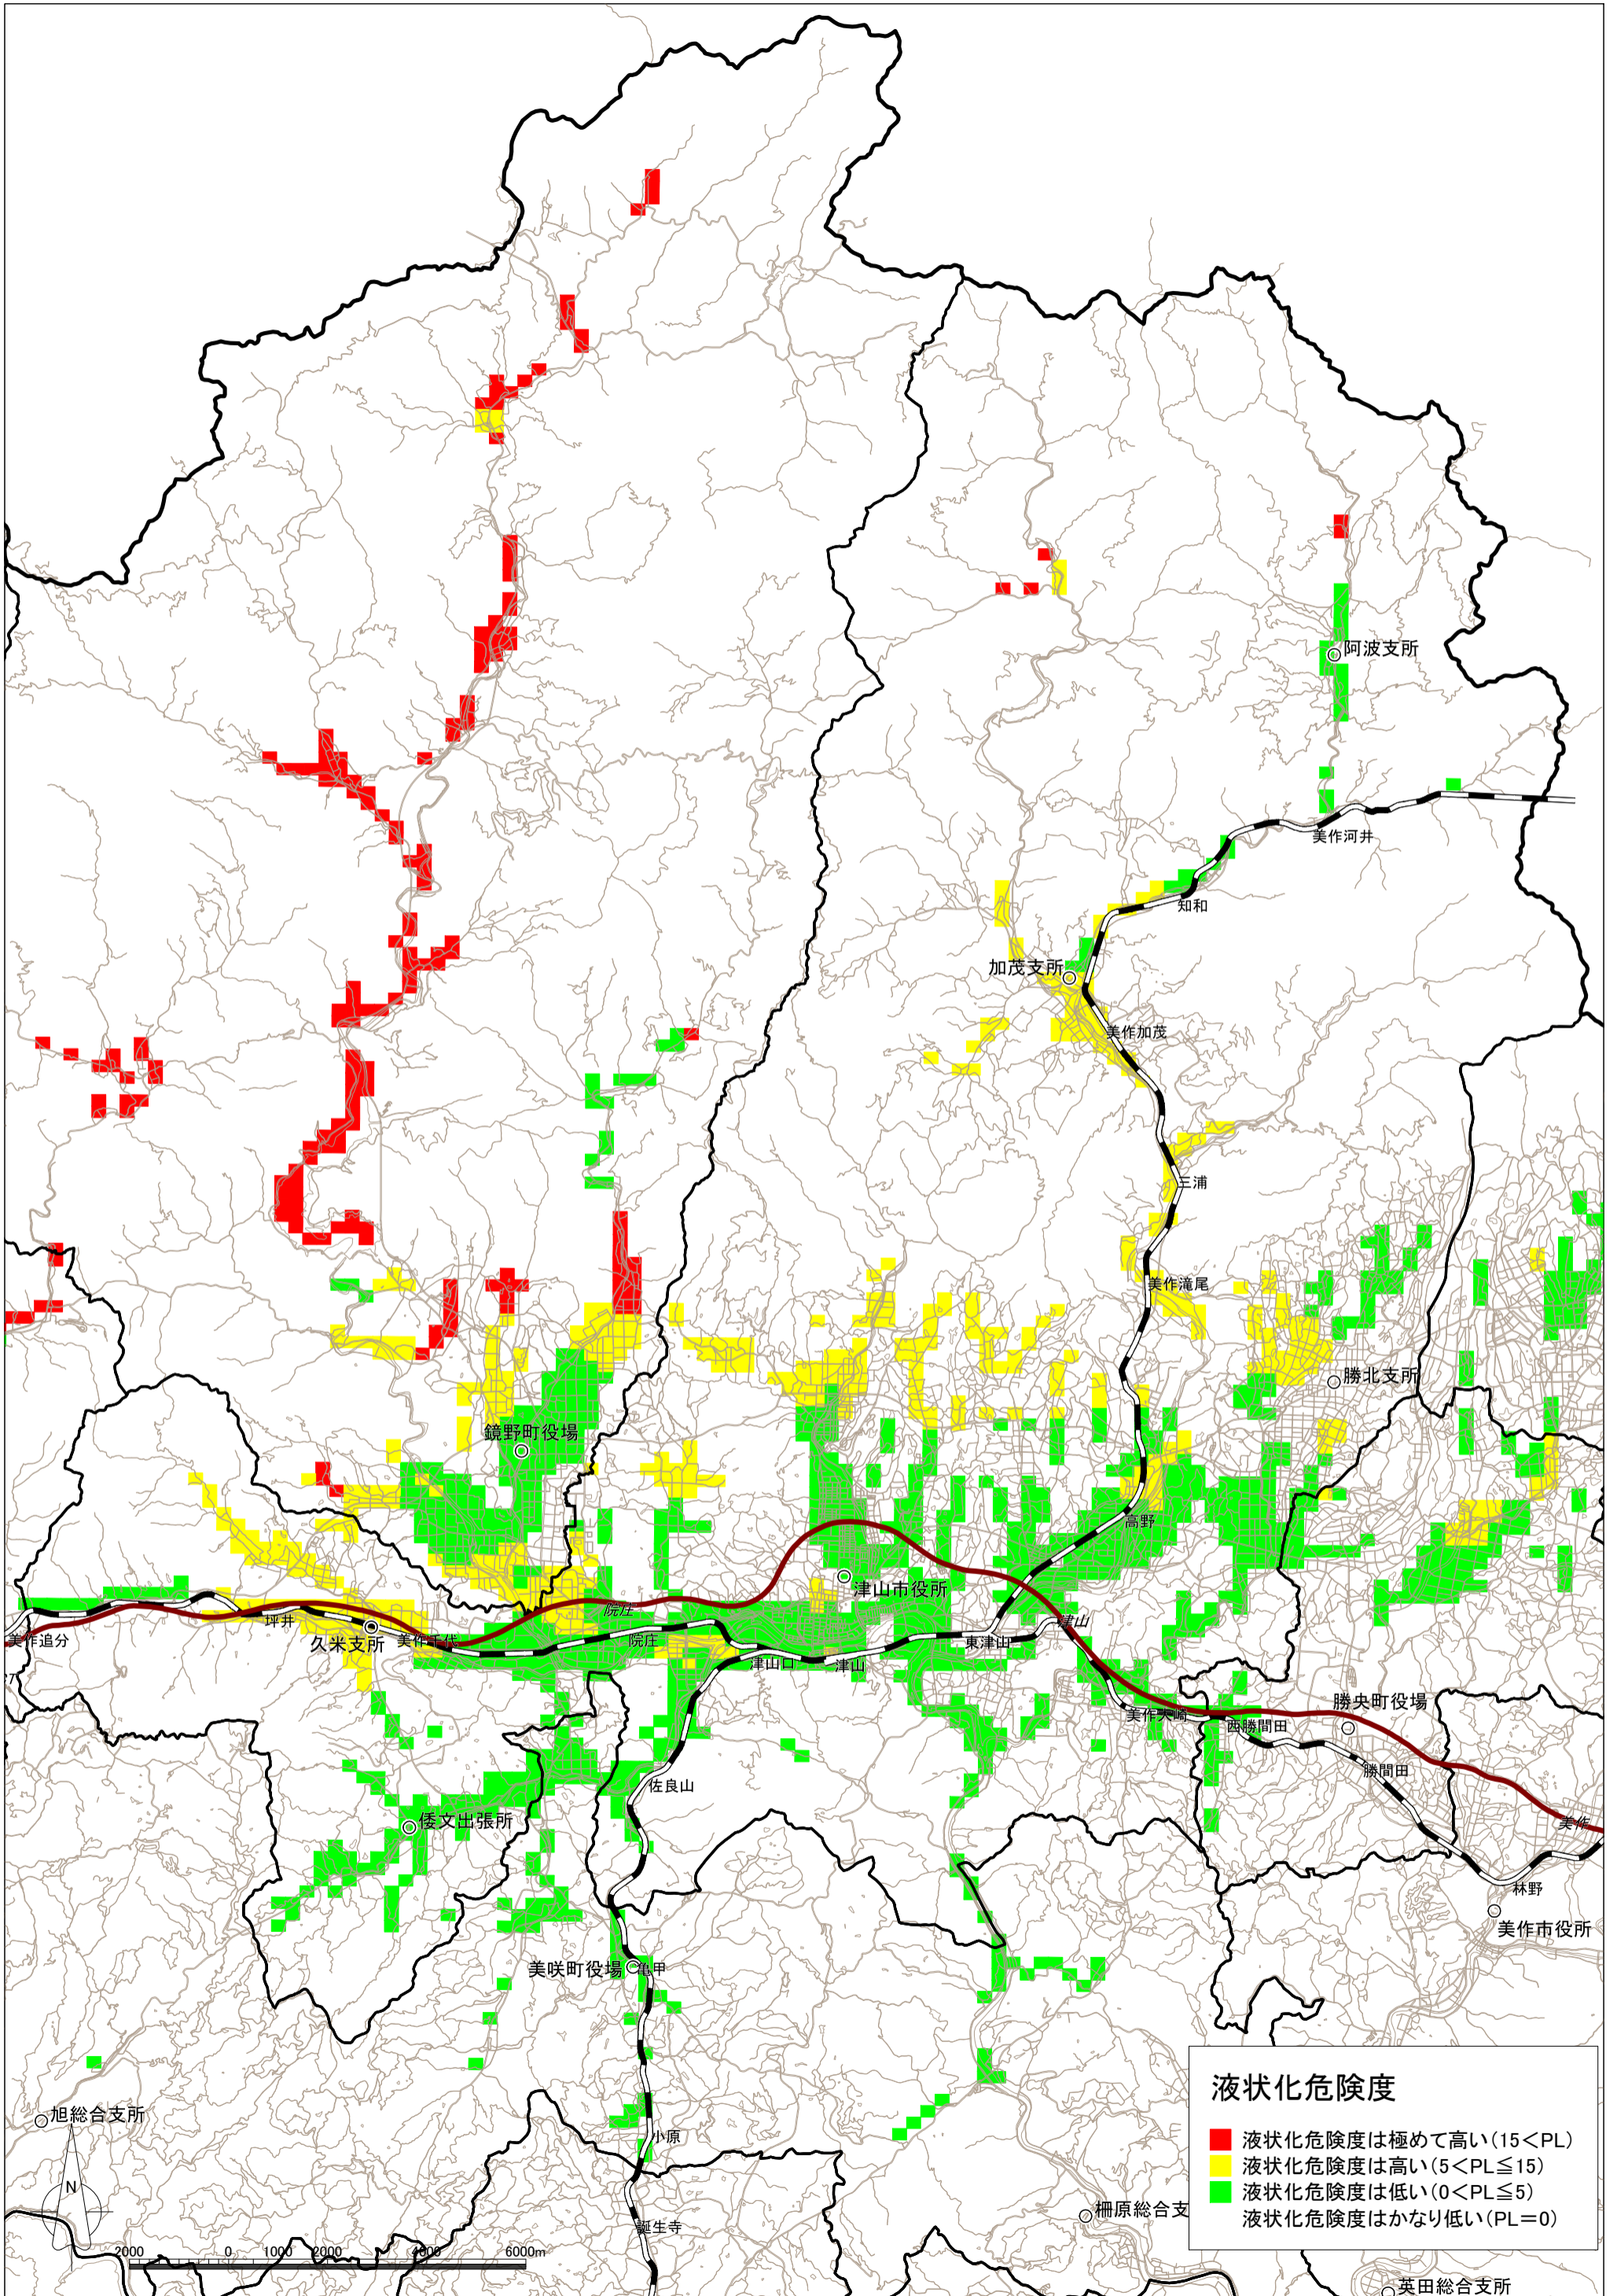 阿波支所
美作河井
知和
加茂支所
美作加茂
三浦
美作滝尾
勝北支所
鏡野町役場
高野
津山市役所
院庄
坪井
久米支所
美作追分
美作千代
院庄
津山口
津山
東津山
津山
美作大崎
西勝間田
勝央町役場
勝間田
佐良山
倭文出張所
美作
林野
美作市役所
美咲町役場
亀甲
旭総合支所
小原
N
誕生寺
柵原総合支
英田総合支所
2000 0 1000 2000 4000 6000m
液状化危険度
液状化危険度は極めて高い(15<PL)
液状化危険度は高い(5<PL≦15)
液状化危険度は低い(0<PL≦5)
液状化危険度はかなり低い(PL=0)